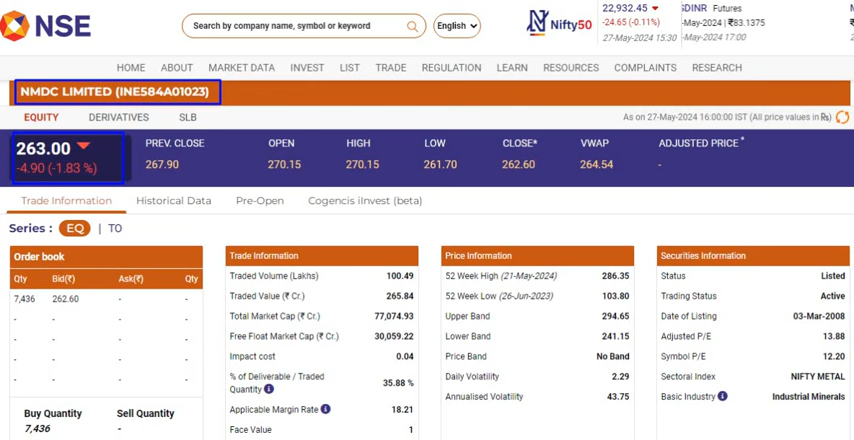 NSE
Search by company name, symbol or keyword
English
Nifty50
22,932.45
-24.65 (-0.11%)
27-May-2024 15:30
DINR Futures
-May-2024 | ₹83.1375
-May-2024 17:00
HOME ABOUT MARKET DATA INVEST LIST TRADE REGULATION LEARN RESOURCES COMPLAINTS RESEARCH
NMDC LIMITED (INE584A01023)
EQUITY DERIVATIVES SLB
As on 27-May-2024 16:00:00 IST (All price values in ₨)
263.00
-4.90 (-1.83 %)
PREV. CLOSE OPEN HIGH LOW CLOSE* VWAP ADJUSTED PRICE *
267.90 270.15 270.15 261.70 262.60 264.54 -
Trade Information Historical Data Pre-Open Cogencis iInvest (beta)
Series : EQ | T0
Order book
Qty Bid(₹) Ask(₹) Qty
7,436 262.60 - -
- - - -
- - - -
- - - -
- - - -
Buy Quantity Sell Quantity
7,436 -
Trade Information
Traded Volume (Lakhs) 100.49
Traded Value (₹ Cr.) 265.84
Total Market Cap (₹ Cr.) 77,074.93
Free Float Market Cap (₹ Cr.) 30,059.22
Impact cost 0.04
% of Deliverable / Traded
Quantity 35.88 %
Applicable Margin Rate 18.21
Face Value 1
Price Information
52 Week High (21-May-2024) 286.35
52 Week Low (26-Jun-2023) 103.80
Upper Band 294.65
Lower Band 241.15
Price Band No Band
Daily Volatility 2.29
Annualised Volatility 43.75
Securities Information
Status Listed
Trading Status Active
Date of Listing 03-Mar-2008
Adjusted P/E 13.88
Symbol P/E 12.20
Sectoral Index NIFTY METAL
Basic Industry Industrial Minerals